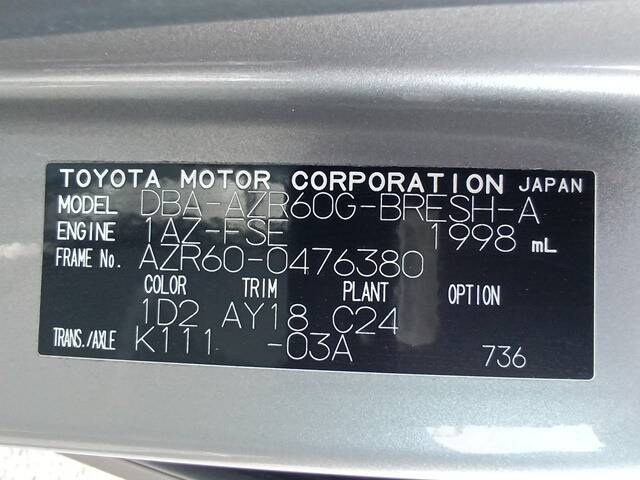 TOYOTA MOTOR CORPORATION JAPAN
MODEL DBA-AZR60G-BRESH-A
ENGINE 1AZ-FSE 1998 mL
FRAME No. AZR60-0476380
COLOR TRIM PLANT OPTION
1D2 AY18 C24
TRANS./AXLE K111 -03A 736